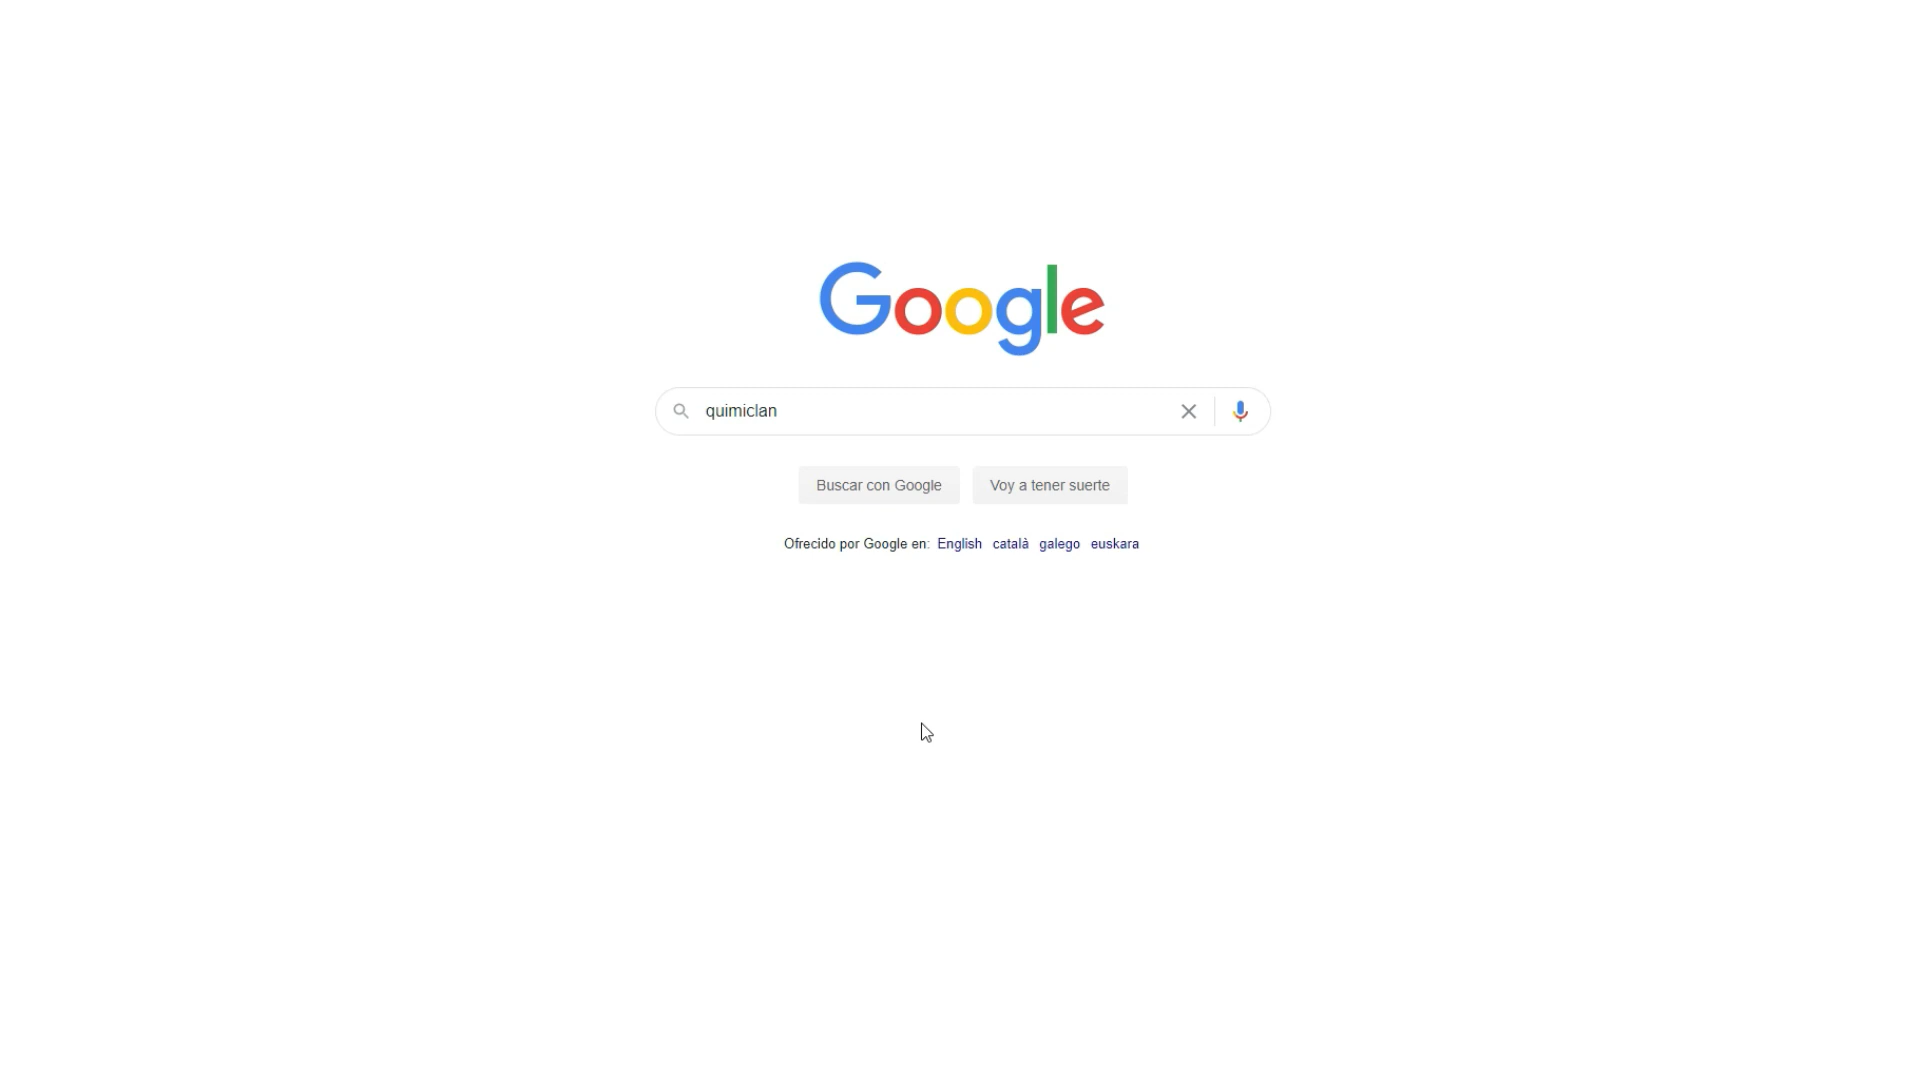 Google
quimiclan
Buscar con Google Voy a tener suerte
Ofrecido por Google en: English català galego euskara